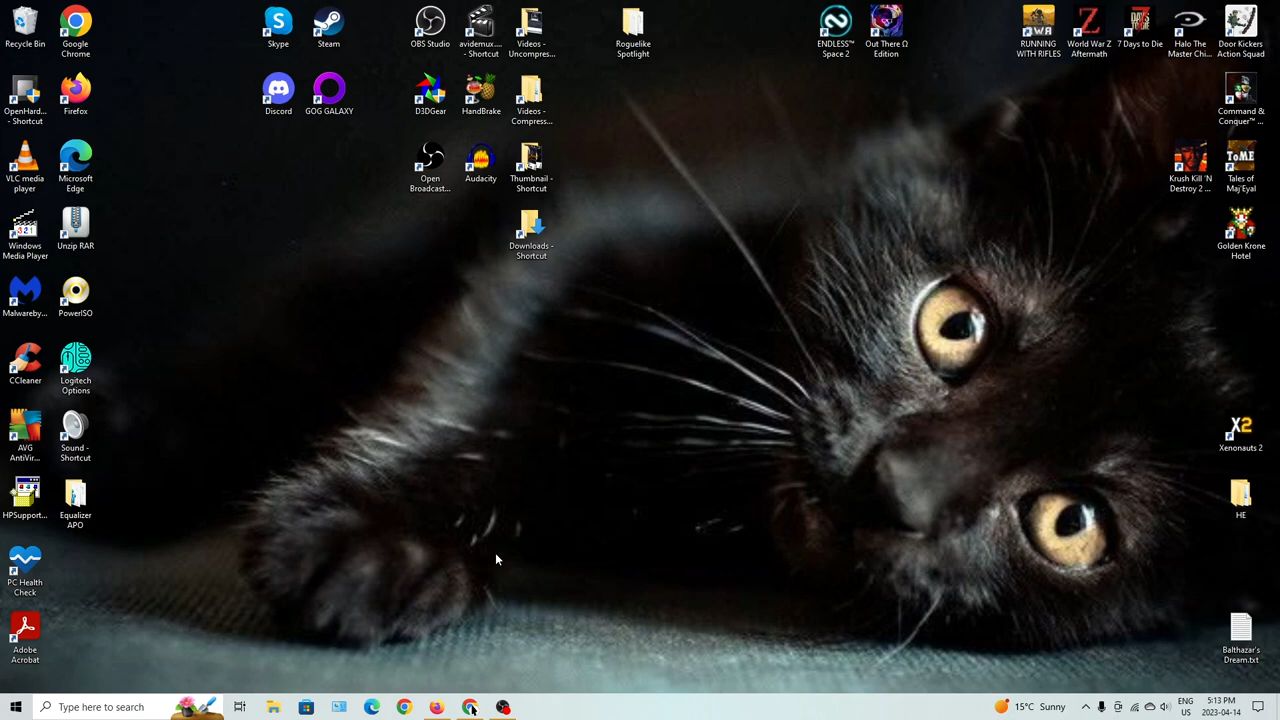 Recycle Bin
Google Chrome
Skype
Steam
OBS Studio
avidemux.... - Shortcut
Videos - Uncompres...
Roguelike Spotlight
ENDLESS™ Space 2
Out There Ω Edition
RUNNING WITH RIFLES
World War Z Aftermath
7 Days to Die
Halo The Master Chi...
Door Kickers Action Squad
OpenHard... - Shortcut
Firefox
Discord
GOG GALAXY
D3DGear
HandBrake
Videos - Compress...
Command & Conquer™ ...
VLC media player
Microsoft Edge
Open Broadcast...
Audacity
Thumbnail - Shortcut
Krush Kill 'N Destroy 2 ...
ToME
Tales of Maj'Eyal
Windows Media Player
Unzip RAR
Downloads - Shortcut
Golden Krone Hotel
Malwareby...
PowerISO
CCleaner
Logitech Options
AVG AntiVir...
Sound - Shortcut
X2
Xenonauts 2
HPSupport...
Equalizer APO
HE
PC Health Check
Adobe Acrobat
Balthazar's Dream.txt
Type here to search
15°C Sunny
ENG
US
5:13 PM
2023-04-14